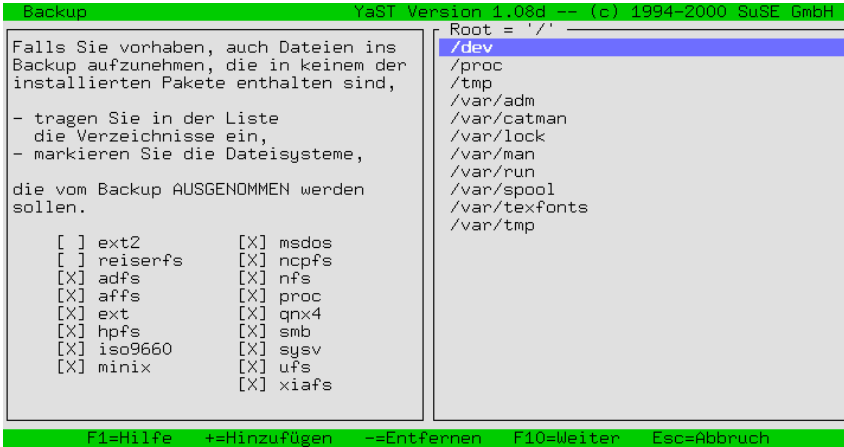 Backup YaST Version 1.08d -- (c) 1994-2000 SuSE GmbH
Falls Sie vorhaben, auch Dateien ins
Backup aufzunehmen, die in keinem der
installierten Pakete enthalten sind,
- tragen Sie in der Liste
die Verzeichnisse ein,
- markieren Sie die Dateisysteme,
die vom Backup AUSGENOMMEN werden
sollen.
[ ] ext2 [X] msdos
[ ] reiserfs [X] ncpfs
[X] adfs [X] nfs
[X] affs [X] proc
[X] ext [X] qnx4
[X] hpfs [X] smb
[X] iso9660 [X] sysv
[X] minix [X] ufs
[X] xiafs
Root = '/'
/dev
/proc
/tmp
/var/adm
/var/catman
/var/lock
/var/man
/var/run
/var/spool
/var/texfonts
/var/tmp
F1=Hilfe +=Hinzufügen -=Entfernen F10=Weiter Esc=Abbruch